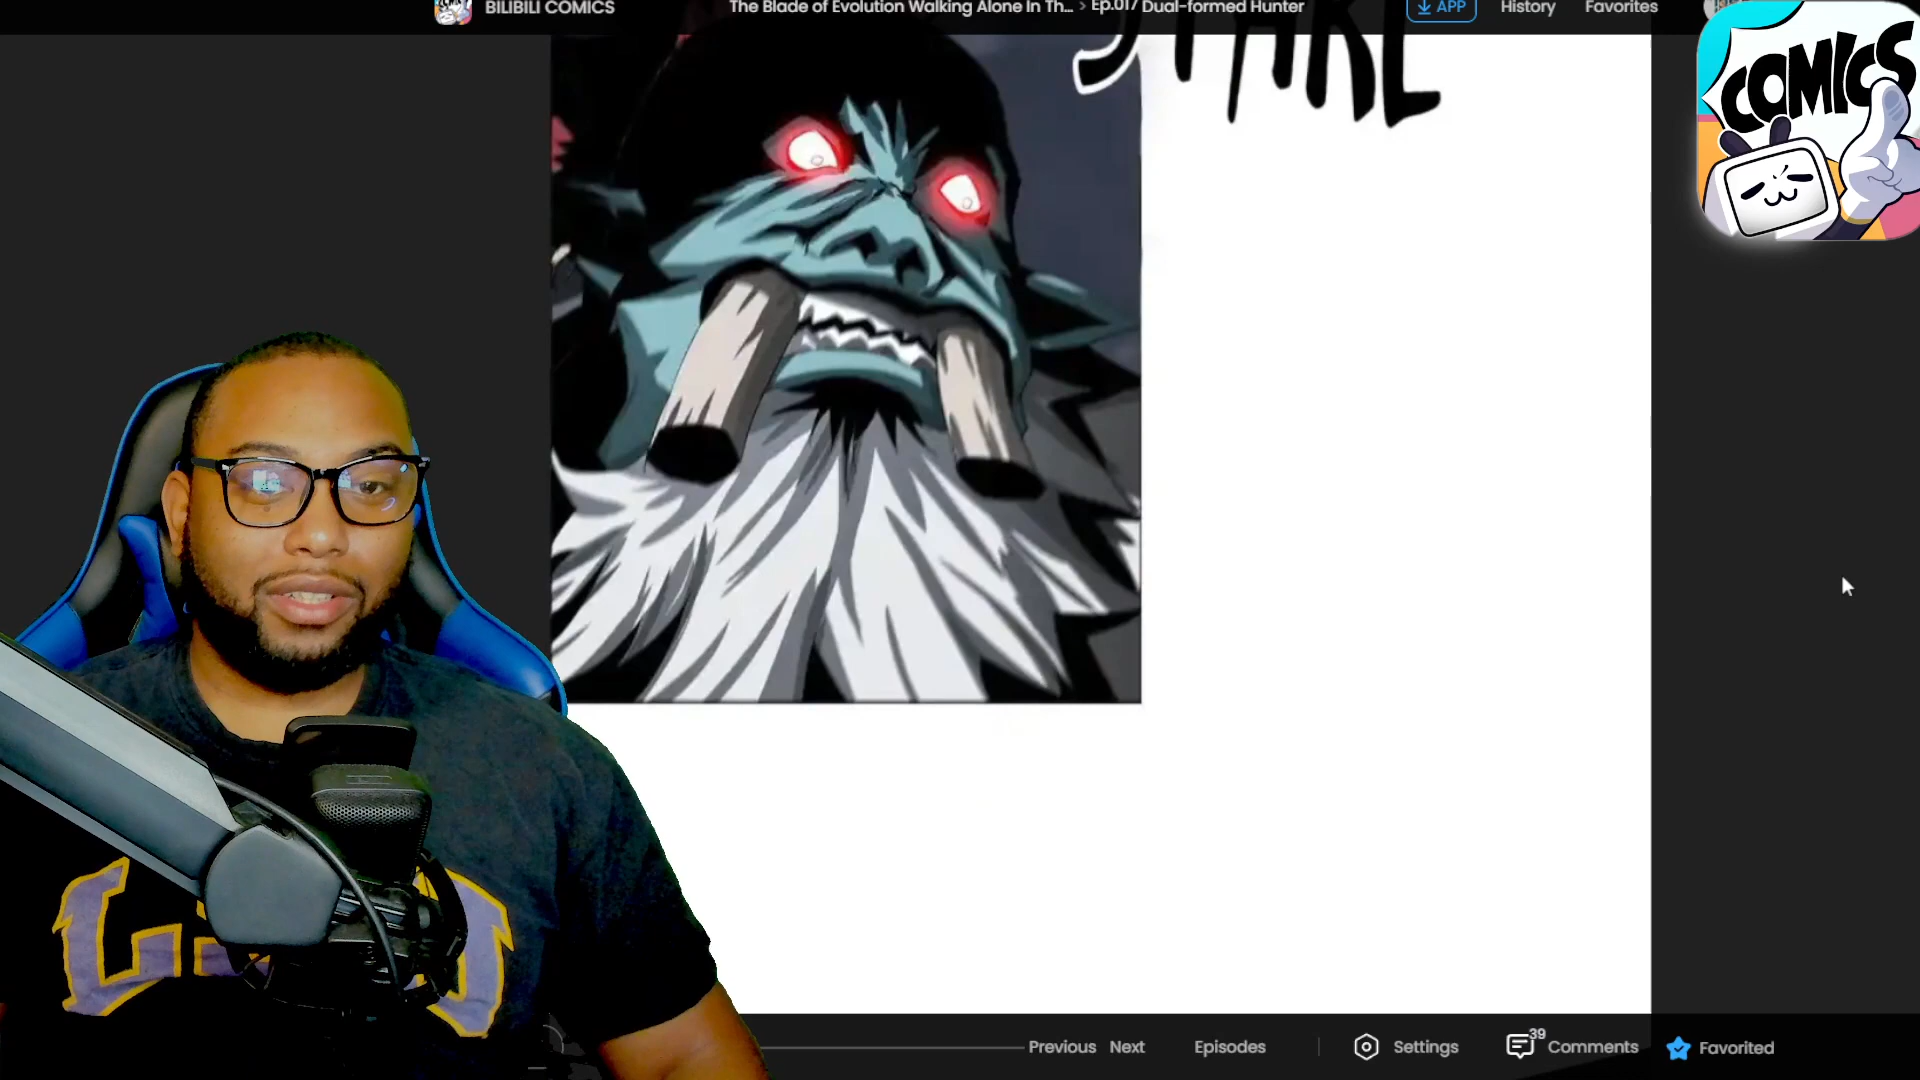 BILIBILI COMICS
The Blade of Evolution Walking Alone In Th... > Ep.017 Dual-formed Hunter
APP
History
Favorites
STARE
COMICS
Previous
Next
Episodes
Settings
39
Comments
Favorited